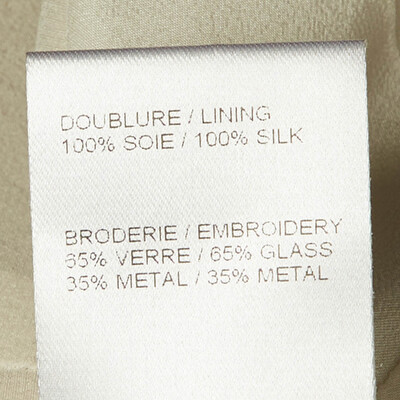 DOUBLURE / LINING
100% SOIE / 100% SILK
BRODERIE / EMBROIDERY
65% VERRE / 65% GLASS
35% METAL / 35% METAL